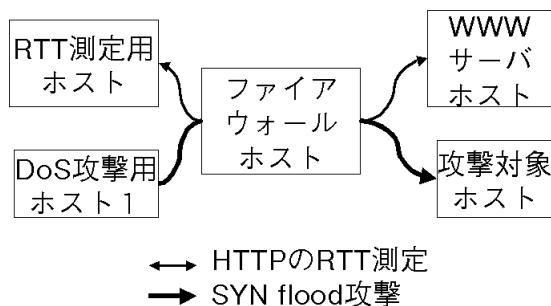 RTT測定用
ホスト
DoS攻撃用
ホスト1
ファイア
ウォール
ホスト
WWW
サーバ
ホスト
攻撃対象
ホスト
HTTPのRTT測定
SYN flood攻撃